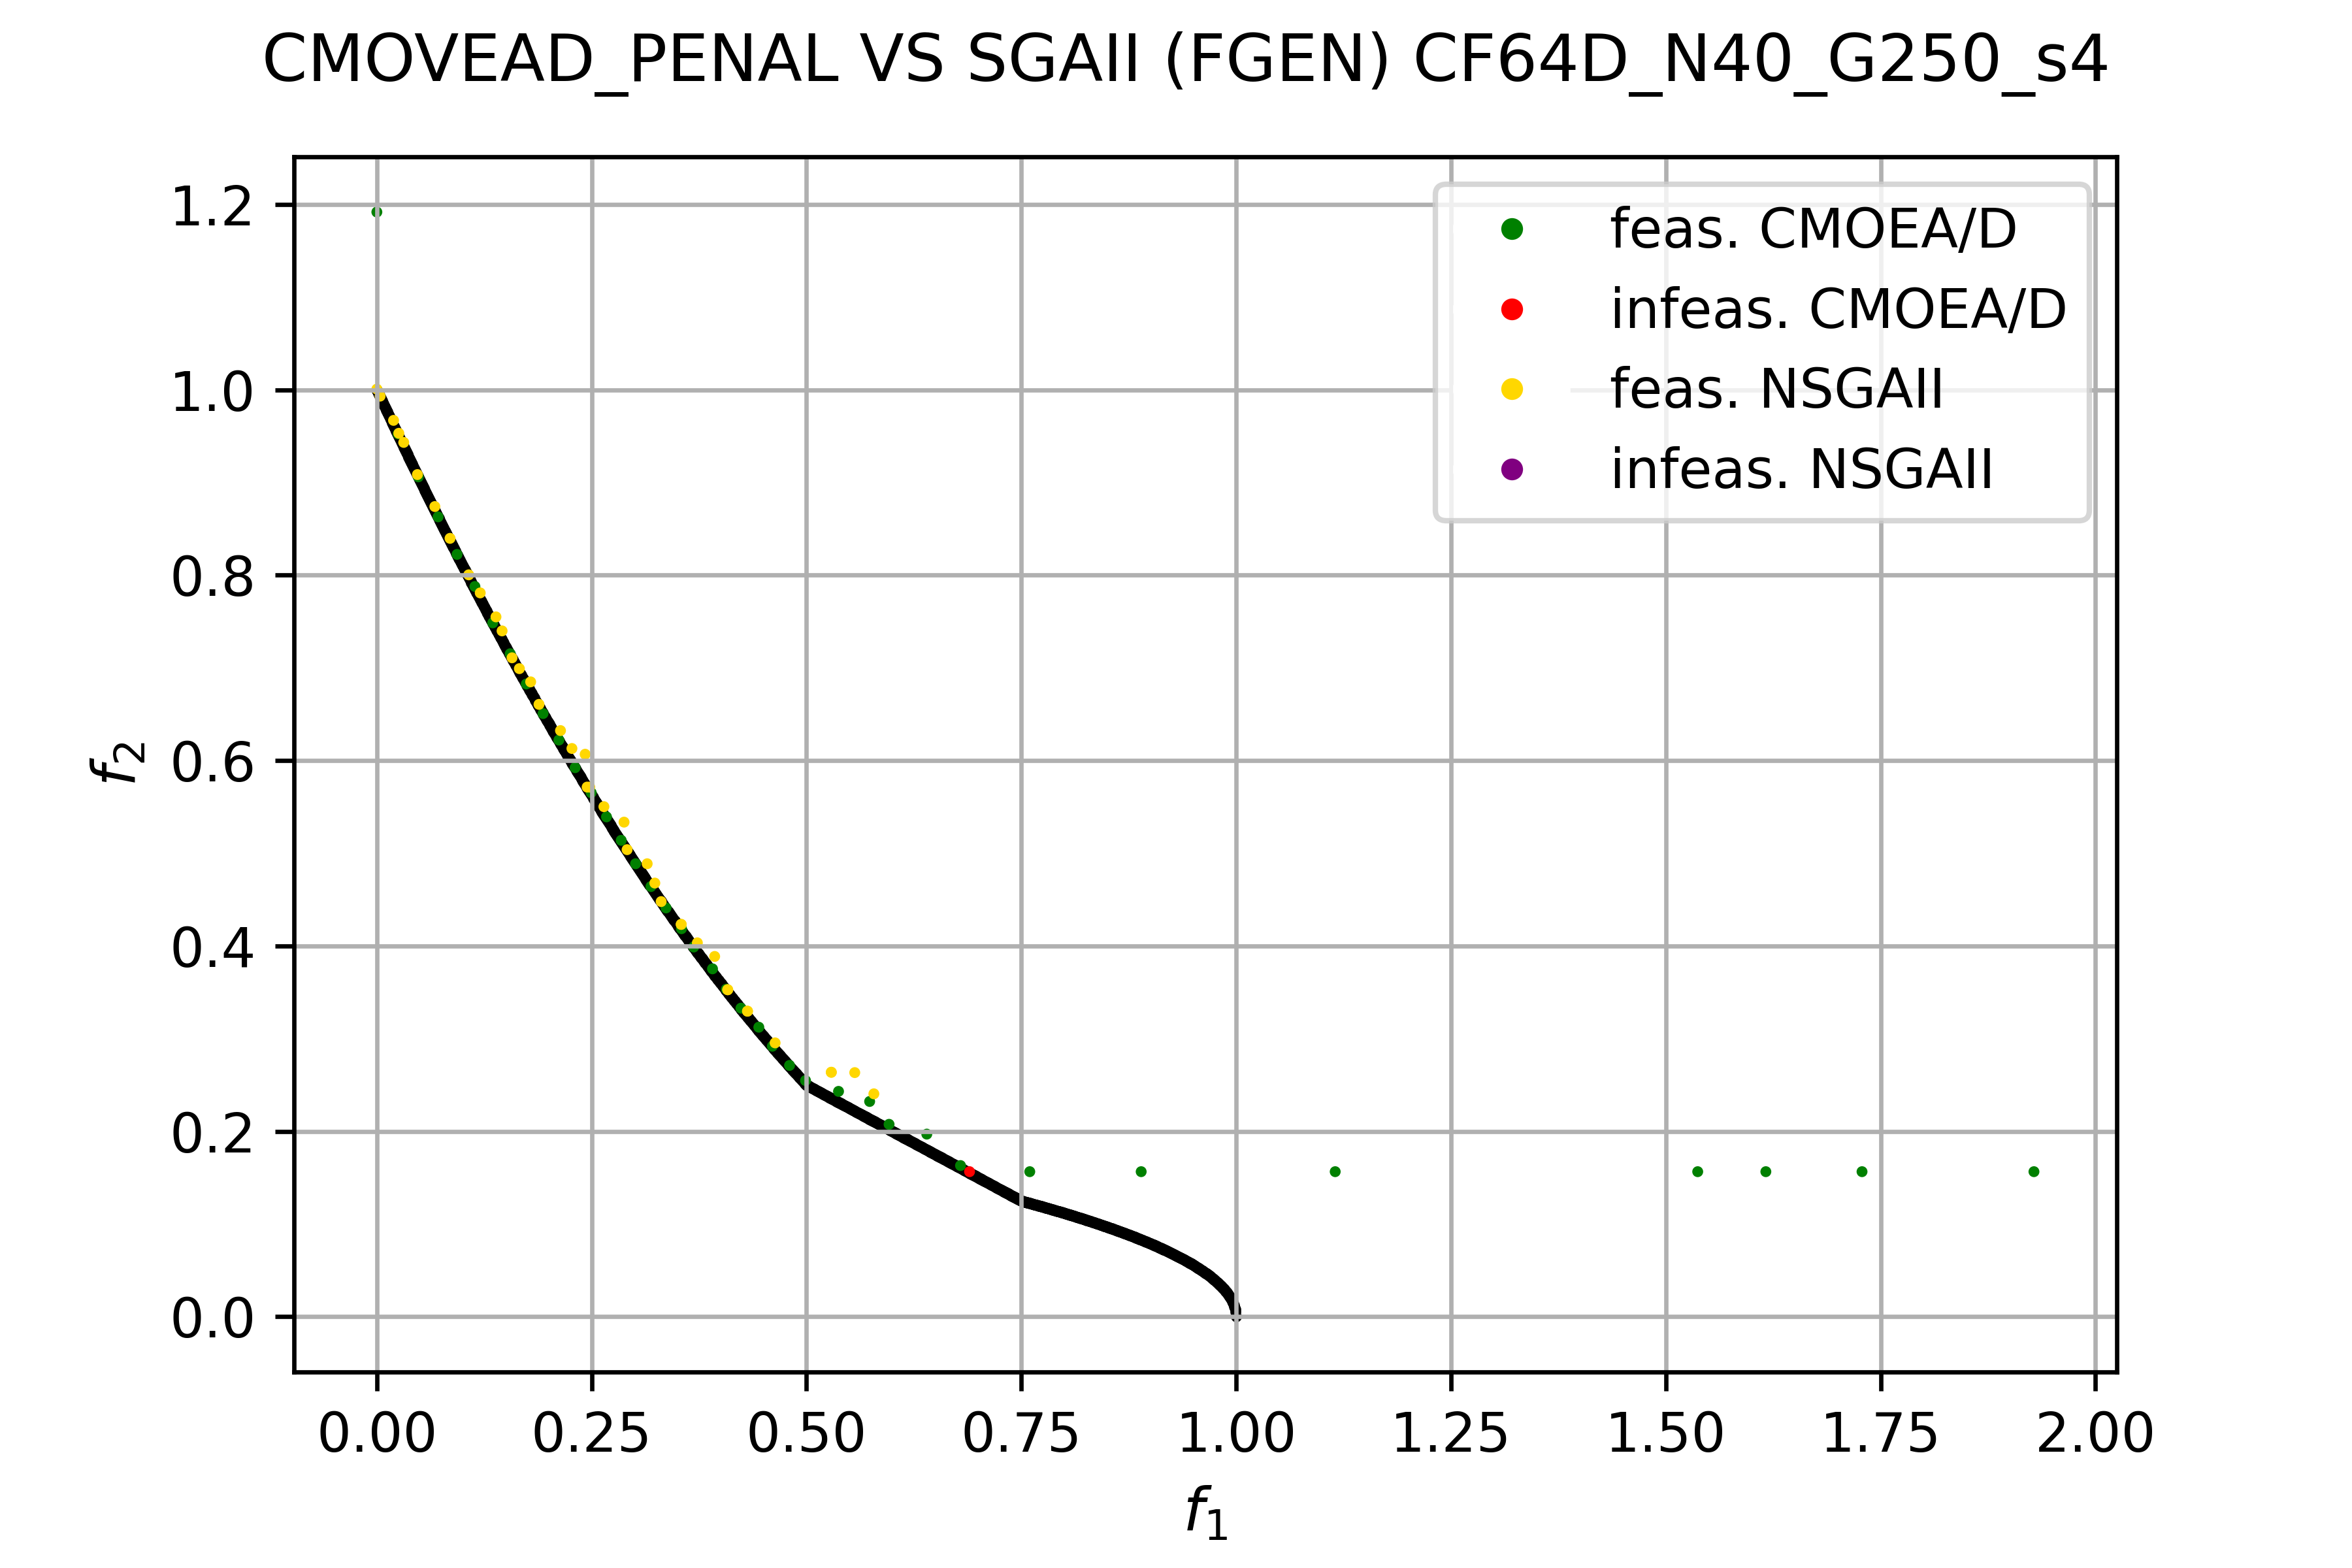 CMOVEAD_PENAL VS SGAII (FGEN) CF64D_N40_G250_s4
1.2
1.0
0.8
0.6
0.4
0.2
0.0
f2
feas. CMOEA/D
infeas. CMOEA/D
feas. NSGAII
infeas. NSGAII
0.00 0.25 0.50 0.75 1.00 1.25 1.50 1.75 2.00
f1